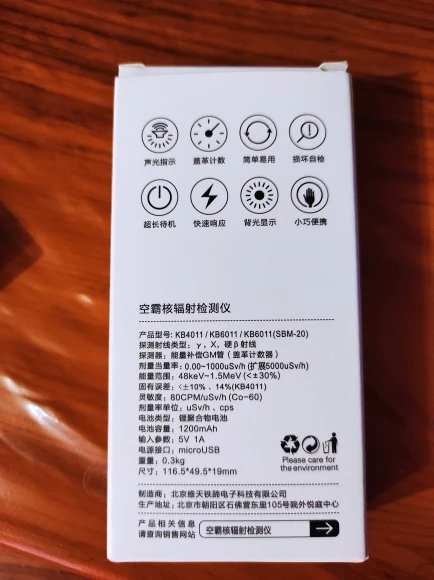 声光指示 盖革计数 简单易用 损坏自检
超长待机 快速响应 背光显示 小巧便携
空霸核辐射检测仪
产品型号: KB4011 / KB6011 / KB6011(SBM-20)
探测射线类型: γ, X, 硬β射线
探测器: 能量补偿GM管 (盖革计数器)
剂量当量率: 0.00~1000uSv/h (扩展5000uSv/h)
能量范围: 48keV~1.5MeV (<±30%)
固有误差: <±10%、14%(KB4011)
灵敏度: 80CPM/uSv/h (Co-60)
剂量率单位: uSv/h、cps
电池类型: 锂聚合物电池
电池容量: 1200mAh
输入参数: 5V 1A
电源接口: microUSB
重量: 0.3kg
尺寸: 116.5*49.5*19mm
Please care for
the environment
制造商: 北京维天铁蹄电子科技有限公司
生产地址: 北京市朝阳区石佛营东里105号院外悦庭中心
产品相关信息
请查询销售网站
空霸核辐射检测仪